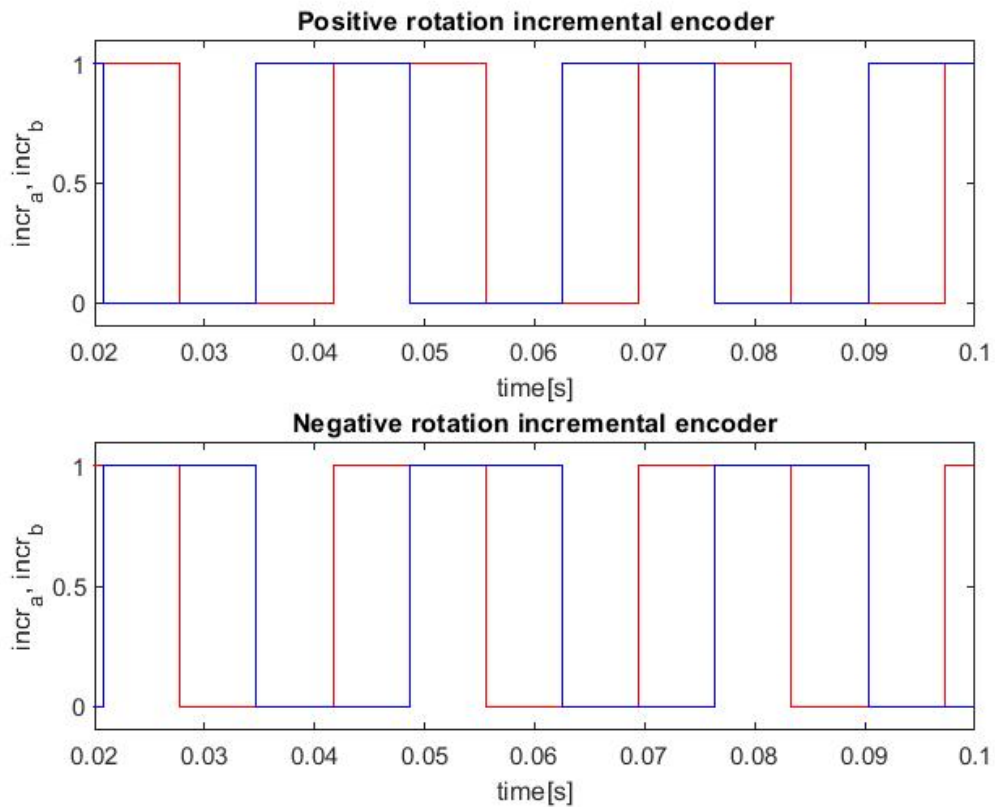 Positive rotation incremental encoder
1
0.5
0
incr_a, incr_b
0.02 0.03 0.04 0.05 0.06 0.07 0.08 0.09 0.1
time[s]
Negative rotation incremental encoder
1
0.5
0
incr_a, incr_b
0.02 0.03 0.04 0.05 0.06 0.07 0.08 0.09 0.1
time[s]